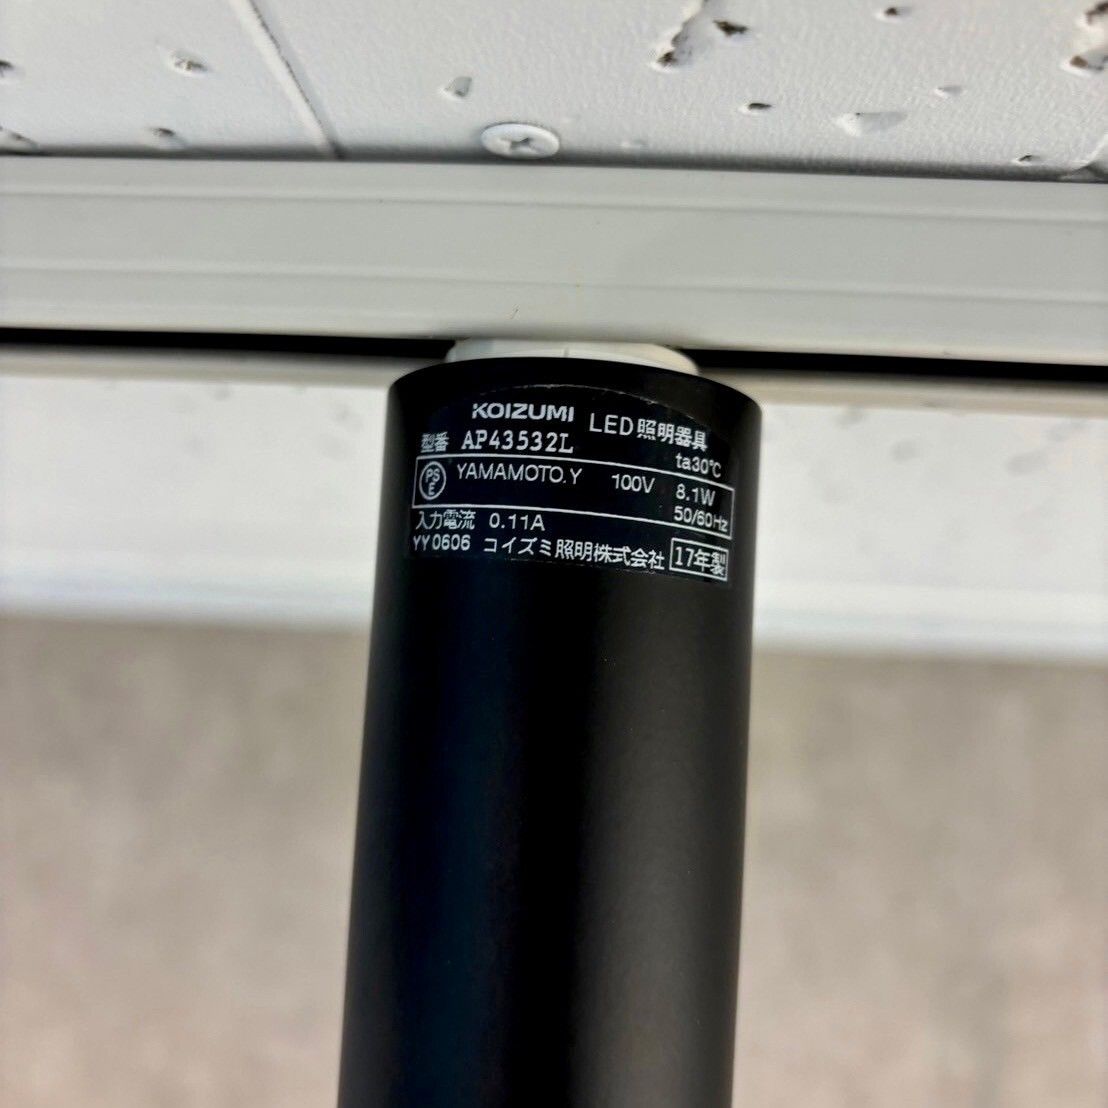 KOIZUMI LED照明器具
型番 AP43532L ta30℃
PSE YAMAMOTO.Y 100V 8.1W
50/60Hz
入力電流 0.11A
YY0606 コイズミ照明株式会社 17年製